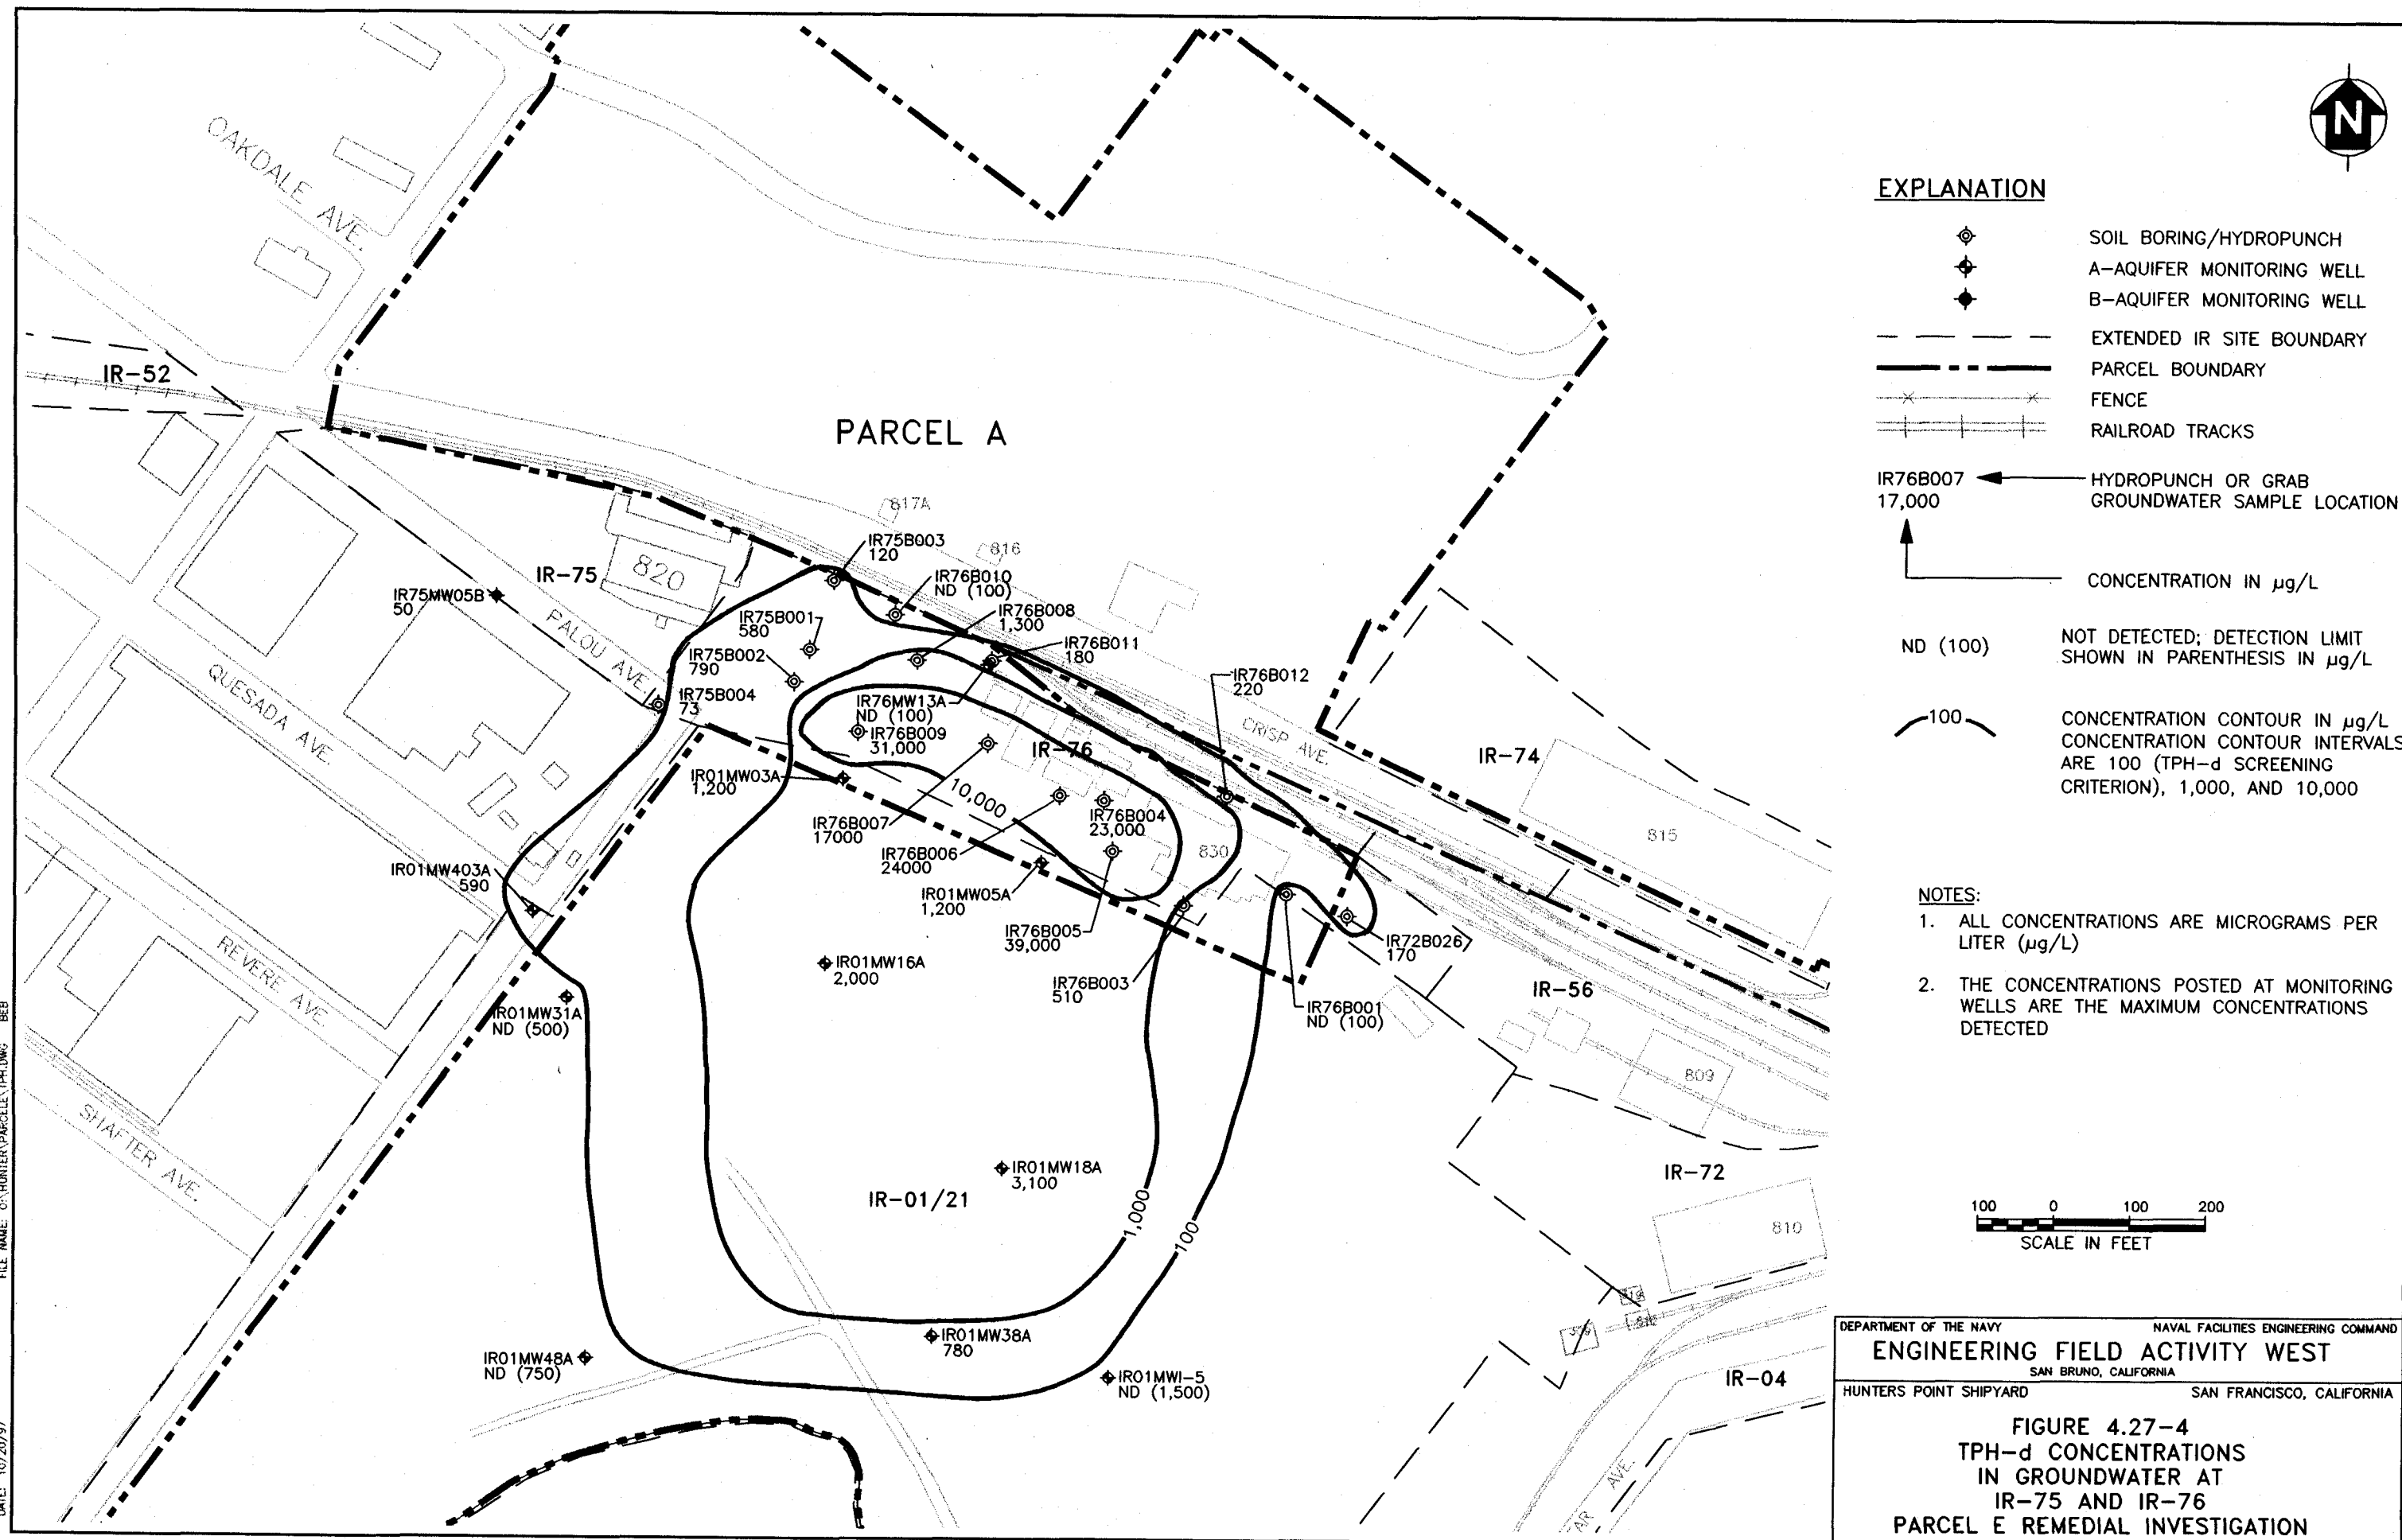 N
EXPLANATION
SOIL BORING/HYDROPUNCH
A-AQUIFER MONITORING WELL
B-AQUIFER MONITORING WELL
EXTENDED IR SITE BOUNDARY
PARCEL BOUNDARY
FENCE
RAILROAD TRACKS
IR76B007
17,000
HYDROPUNCH OR GRAB
GROUNDWATER SAMPLE LOCATION
CONCENTRATION IN µg/L
ND (100)
NOT DETECTED; DETECTION LIMIT
SHOWN IN PARENTHESIS IN µg/L
100
CONCENTRATION CONTOUR IN µg/L
CONCENTRATION CONTOUR INTERVALS
ARE 100 (TPH-d SCREENING
CRITERION), 1,000, AND 10,000
NOTES:
1. ALL CONCENTRATIONS ARE MICROGRAMS PER
LITER (µg/L)
2. THE CONCENTRATIONS POSTED AT MONITORING
WELLS ARE THE MAXIMUM CONCENTRATIONS
DETECTED
100 0 100 200
SCALE IN FEET
OAKDALE AVE.
IR-52
PARCEL A
817A
816
IR75B003
120
IR-75
820
IR76B010
ND (100)
IR75MW05B
50
IR75B001
580
IR76B008
1,300
PALOU AVE.
IR75B002
790
IR76B011
180
IR76B012
220
QUESADA AVE.
IR75B004
73
IR76MW13A
ND (100)
IR76B009
31,000
IR-76
CRISP AVE.
IR-74
IR01MW03A
1,200
10,000
IR76B007
17000
IR76B004
23,000
815
IR76B006
24000
830
IR01MW403A
590
IR01MW05A
1,200
IR76B005
39,000
IR72B026
170
REVERE AVE.
IR01MW16A
2,000
IR76B003
510
IR-56
IR01MW31A
ND (500)
IR76B001
ND (100)
809
SHAFTER AVE.
IR01MW18A
3,100
IR-01/21
1,000
100
IR-72
810
IR01MW38A
780
IR01MW48A
ND (750)
IR01MWI-5
ND (1,500)
IR-04
AR AVE.
DEPARTMENT OF THE NAVY NAVAL FACILITIES ENGINEERING COMMAND
ENGINEERING FIELD ACTIVITY WEST
SAN BRUNO, CALIFORNIA
HUNTERS POINT SHIPYARD SAN FRANCISCO, CALIFORNIA
FIGURE 4.27-4
TPH-d CONCENTRATIONS
IN GROUNDWATER AT
IR-75 AND IR-76
PARCEL E REMEDIAL INVESTIGATION
DATE: 10/20/97 FILE NAME: BEB